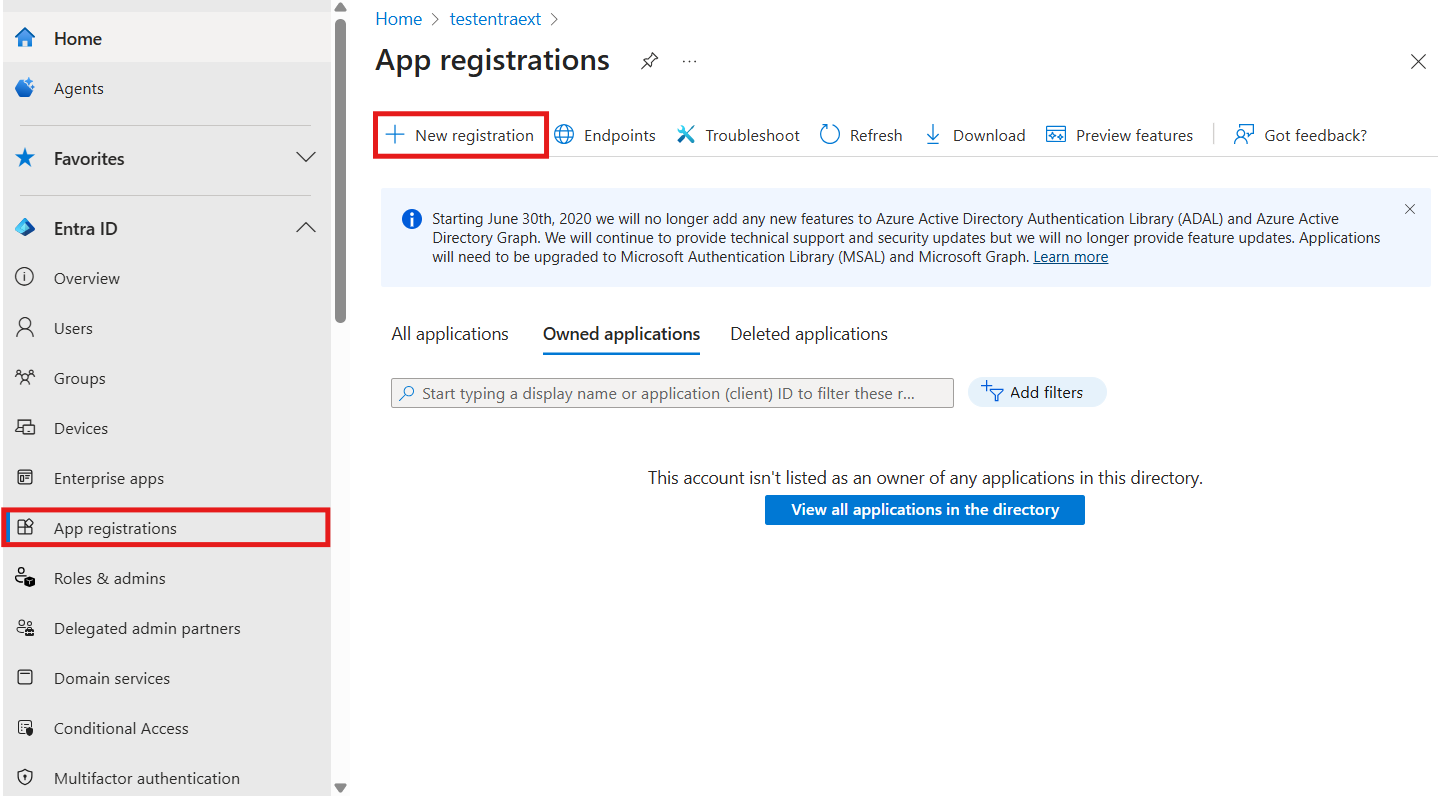 Home
Agents
Favorites
Entra ID
Overview
Users
Groups
Devices
Enterprise apps
App registrations
Roles & admins
Delegated admin partners
Domain services
Conditional Access
Multifactor authentication
Home > testentraext >
App registrations
New registration Endpoints Troubleshoot Refresh Download Preview features Got feedback?
Starting June 30th, 2020 we will no longer add any new features to Azure Active Directory Authentication Library (ADAL) and Azure Active
Directory Graph. We will continue to provide technical support and security updates but we will no longer provide feature updates. Applications
will need to be upgraded to Microsoft Authentication Library (MSAL) and Microsoft Graph. Learn more
All applications Owned applications Deleted applications
Start typing a display name or application (client) ID to filter these r... Add filters
This account isn't listed as an owner of any applications in this directory.
View all applications in the directory